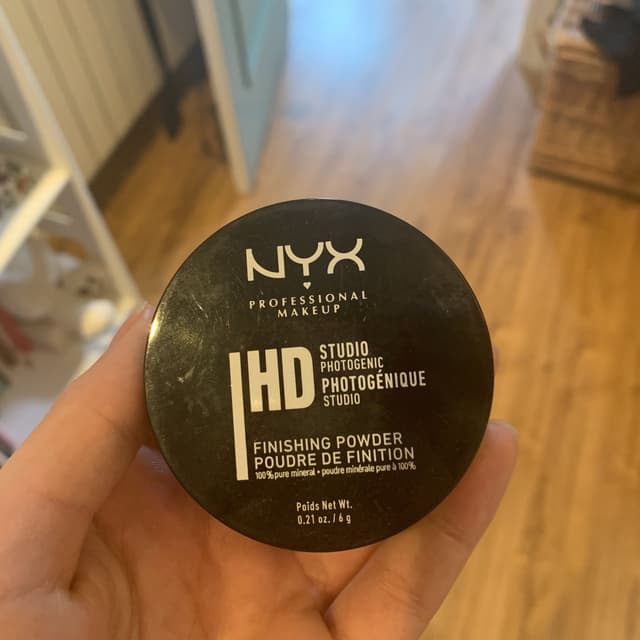 NYX
PROFESSIONAL
MAKEUP
HD STUDIO
PHOTOGENIC
PHOTOGÉNIQUE
STUDIO
FINISHING POWDER
POUDRE DE FINITION
100% pure mineral • poudre minérale pure à 100%
Poids Net Wt.
0.21 oz. / 6 g